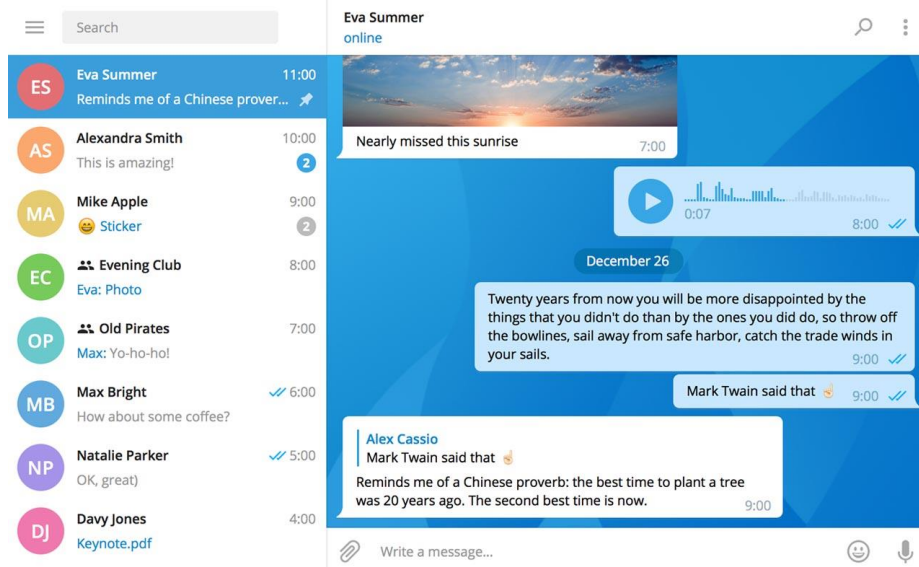 Search
ES
Eva Summer 11:00
Reminds me of a Chinese prover...
AS
Alexandra Smith 10:00
This is amazing! 2
MA
Mike Apple 9:00
😄 Sticker 2
EC
Evening Club 8:00
Eva: Photo
OP
Old Pirates 7:00
Max: Yo-ho-ho!
MB
Max Bright 6:00
How about some coffee?
NP
Natalie Parker 5:00
OK, great)
DJ
Davy Jones 4:00
Keynote.pdf
Eva Summer
online
Nearly missed this sunrise 7:00
0:07 8:00
December 26
Twenty years from now you will be more disappointed by the
things that you didn't do than by the ones you did do, so throw off
the bowlines, sail away from safe harbor, catch the trade winds in
your sails. 9:00
Mark Twain said that ☝🏻 9:00
Alex Cassio
Mark Twain said that ☝🏻
Reminds me of a Chinese proverb: the best time to plant a tree
was 20 years ago. The second best time is now. 9:00
Write a message...